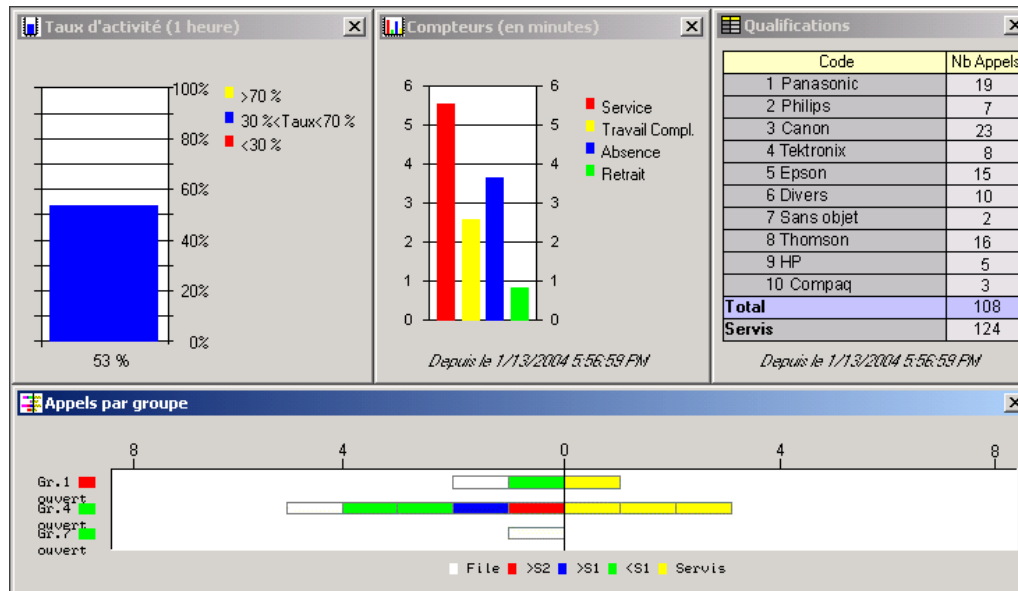 Taux d'activité (1 heure)
100%
80%
60%
40%
20%
0%
>70 %
30 %<Taux<70 %
<30 %
53 %
Compteurs (en minutes)
6 6
5 5
4 4
3 3
2 2
1 1
0 0
Service
Travail Compl.
Absence
Retrait
Depuis le 1/13/2004 5:56:59 PM
Qualifications
Code Nb Appels
1 Panasonic 19
2 Philips 7
3 Canon 23
4 Tektronix 8
5 Epson 15
6 Divers 10
7 Sans objet 2
8 Thomson 16
9 HP 5
10 Compaq 3
Total 108
Servis 124
Depuis le 1/13/2004 5:56:59 PM
Appels par groupe
8 4 0 4 8
Gr.1
ouvert
Gr.4
ouvert
Gr.7
ouvert
File >S2 >S1 <S1 Servis